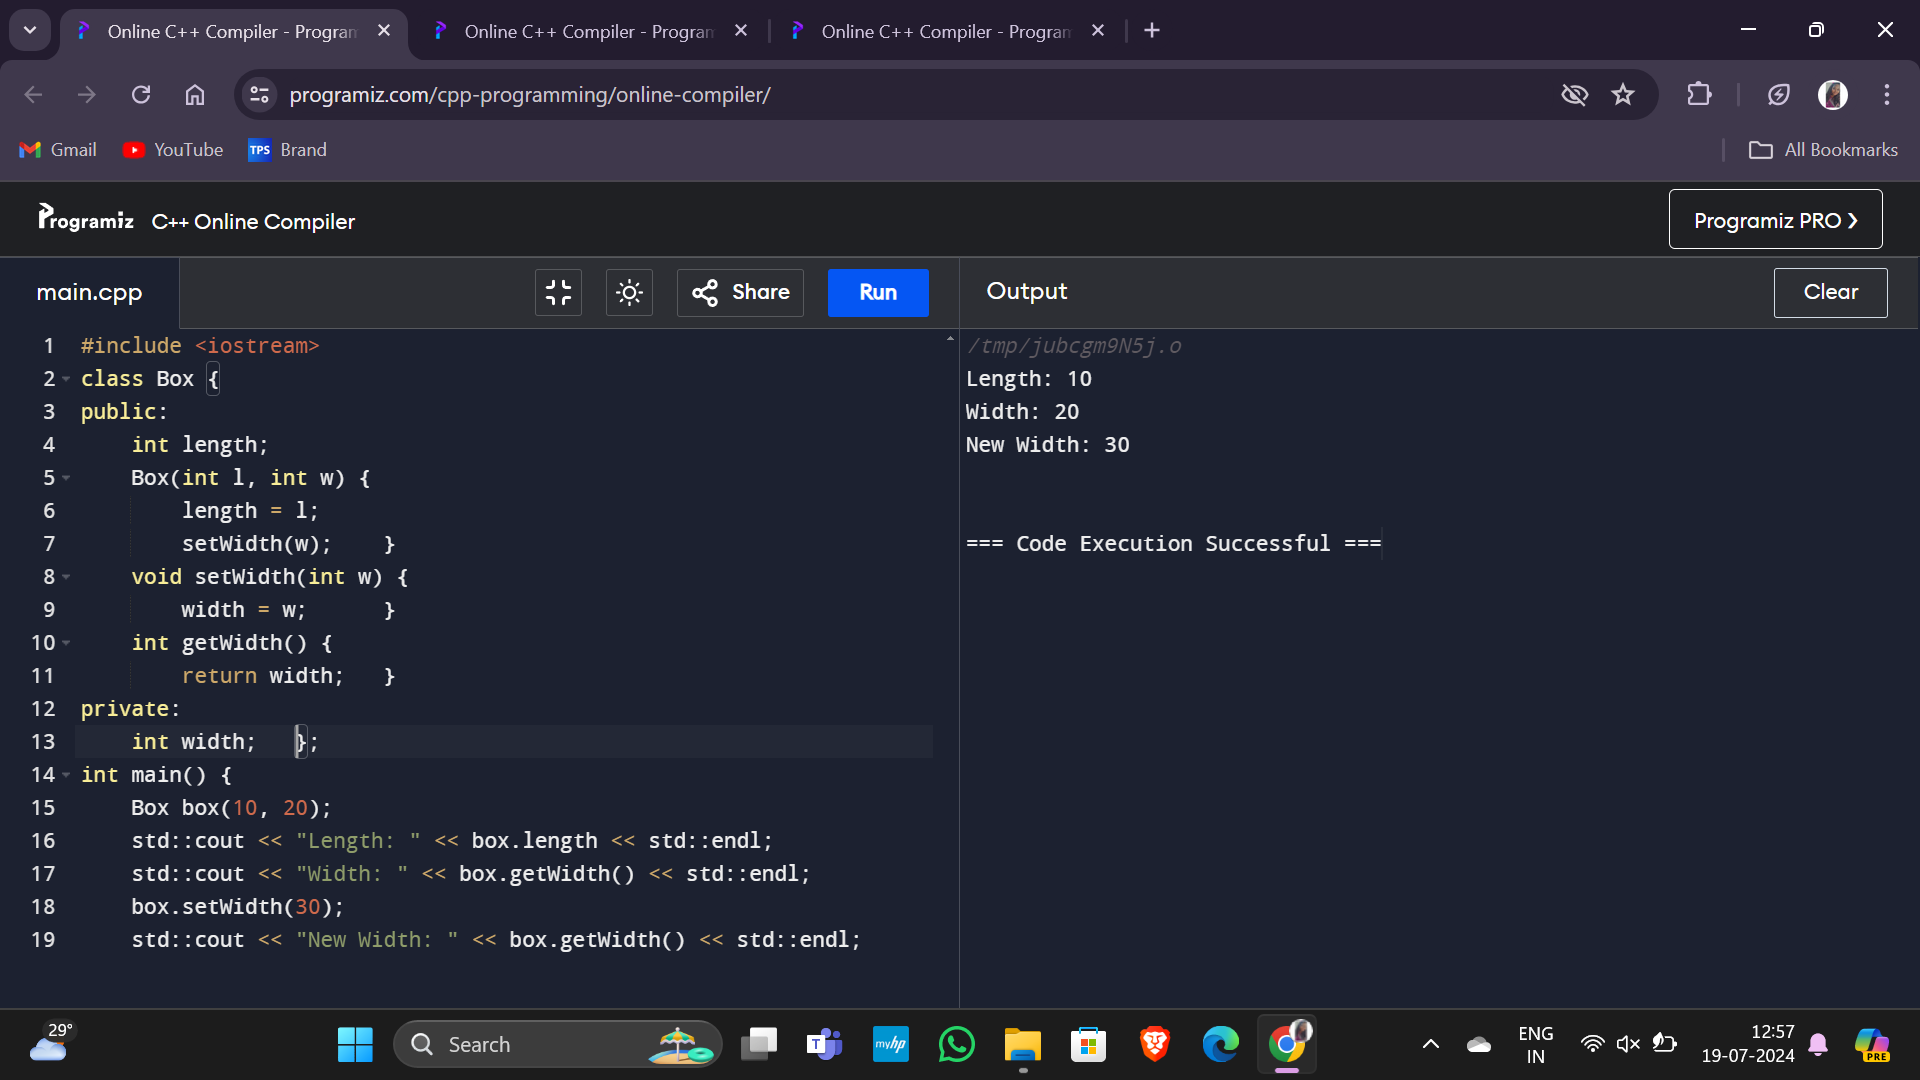 Online C++ Compiler - Program
Online C++ Compiler - Program
Online C++ Compiler - Program
programiz.com/cpp-programming/online-compiler/
Gmail
YouTube
TPS
Brand
All Bookmarks
Programiz C++ Online Compiler
Programiz PRO
main.cpp
Share
Run
Output
Clear
1 #include <iostream>
2 class Box {
3 public:
4     int length;
5     Box(int l, int w) {
6         length = l;
7         setWidth(w);    }
8     void setWidth(int w) {
9         width = w;      }
10     int getWidth() {
11         return width;   }
12 private:
13     int width;   };
14 int main() {
15     Box box(10, 20);
16     std::cout << "Length: " << box.length << std::endl;
17     std::cout << "Width: " << box.getWidth() << std::endl;
18     box.setWidth(30);
19     std::cout << "New Width: " << box.getWidth() << std::endl;
/tmp/jubcgm9N5j.o
Length: 10
Width: 20
New Width: 30
=== Code Execution Successful ===
29°
Search
T
myhp
ENG
IN
12:57
19-07-2024
PRE